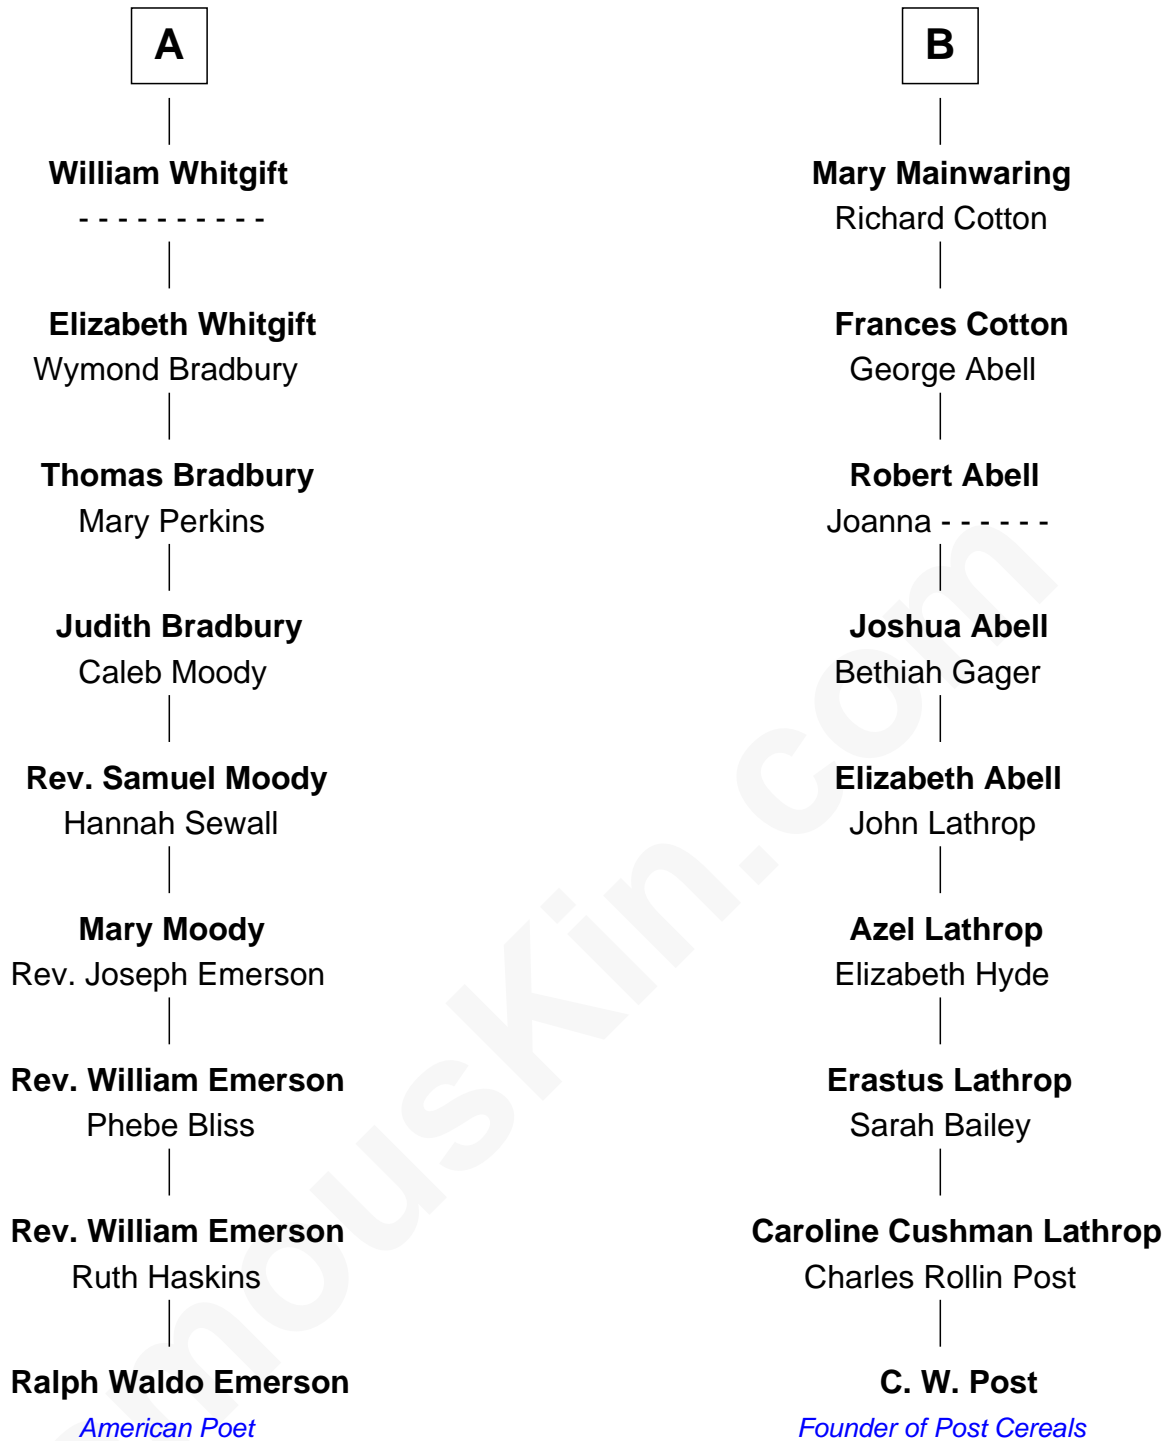 A
William Whitgift
- - - - - - - - - -
Elizabeth Whitgift
Wymond Bradbury
Thomas Bradbury
Mary Perkins
Judith Bradbury
Caleb Moody
Rev. Samuel Moody
Hannah Sewall
Mary Moody
Rev. Joseph Emerson
Rev. William Emerson
Phebe Bliss
Rev. William Emerson
Ruth Haskins
Ralph Waldo Emerson
American Poet
B
Mary Mainwaring
Richard Cotton
Frances Cotton
George Abell
Robert Abell
Joanna - - - - - -
Joshua Abell
Bethiah Gager
Elizabeth Abell
John Lathrop
Azel Lathrop
Elizabeth Hyde
Erastus Lathrop
Sarah Bailey
Caroline Cushman Lathrop
Charles Rollin Post
C. W. Post
Founder of Post Cereals
mousKin.com